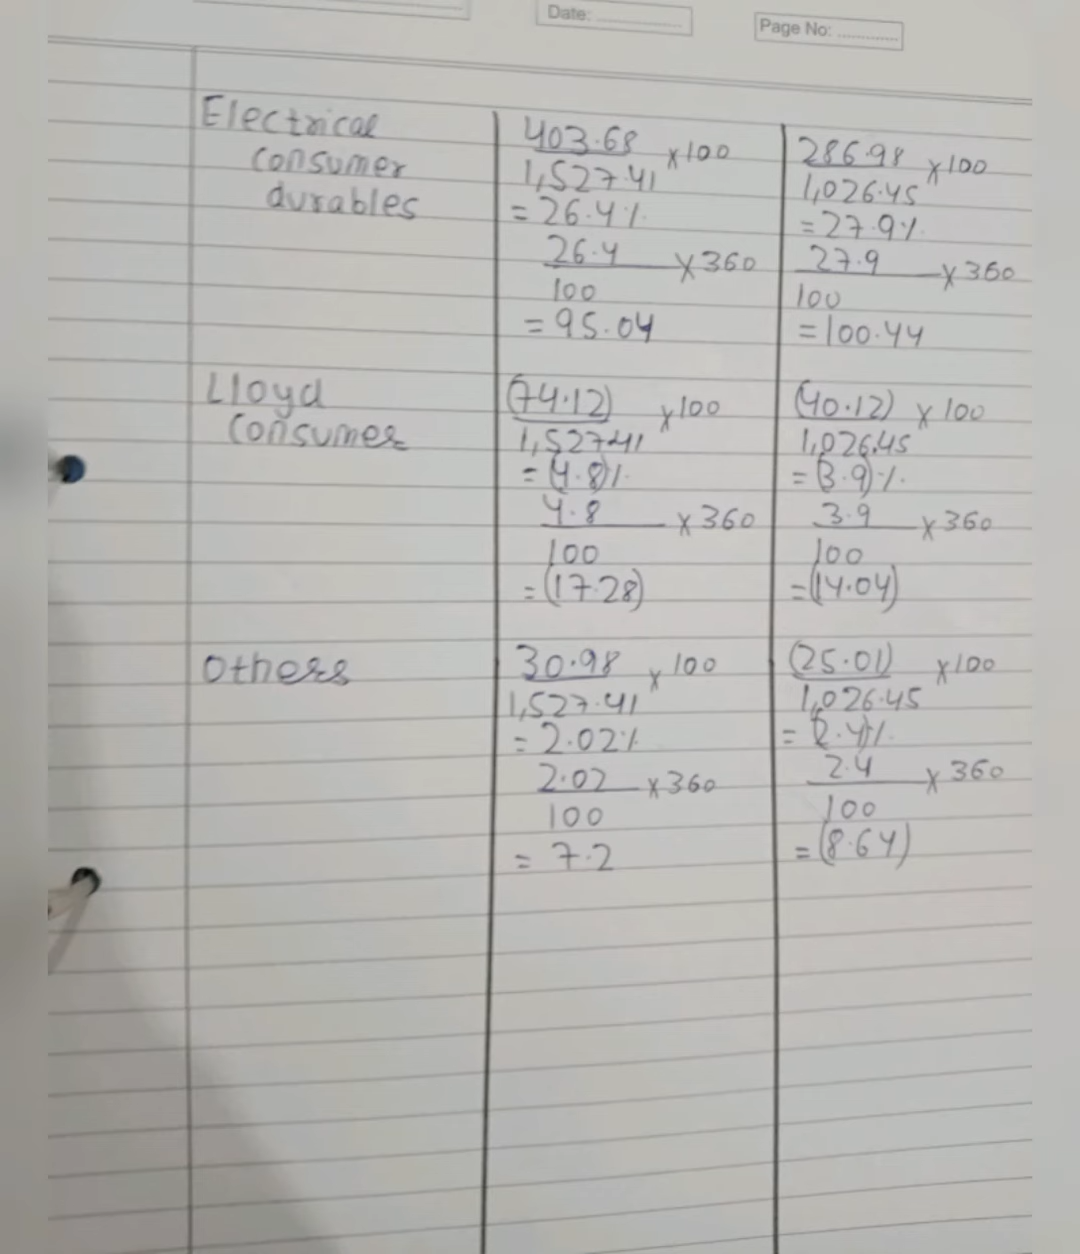 Date: ............
Page No: ............
Electrical
consumer
durables
403.68 x100
1,527.41
= 26.4%
26.4 x 360
100
= 95.04
286.98 x100
1,026.45
= 27.9%
27.9 x 360
100
= 100.44
Lloyd
Consumer
(74.12) x100
1,527.41
= (4.8)%
4.8 x 360
100
= (17.28)
(40.12) x 100
1,026.45
= (3.9)%
3.9 x 360
100
= (14.04)
Others
30.98 x 100
1,527.41
= 2.02%
2.02 x 360
100
= 7.2
(25.01) x100
1,026.45
= (2.4)%
2.4 x 360
100
= (8.64)